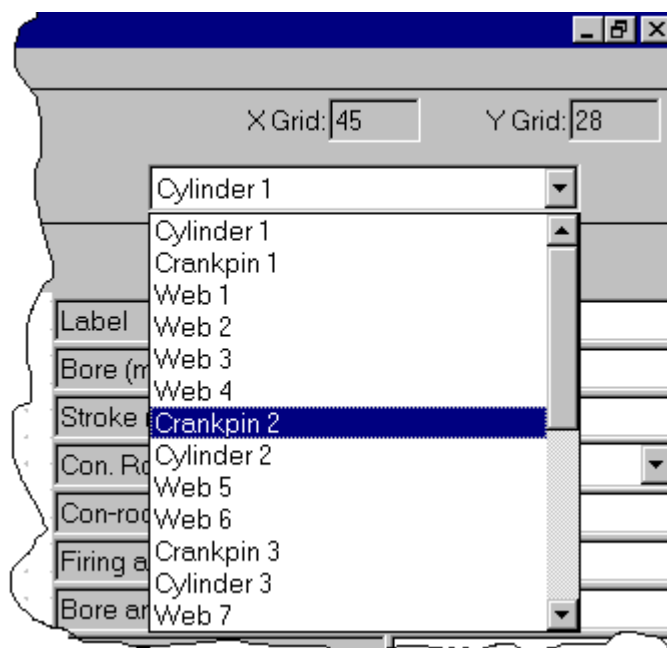 X Grid: 45 Y Grid: 28
Cylinder 1
Cylinder 1
Crankpin 1
Web 1
Label
Web 2
Web 3
Bore (m
Web 4
Stroke
Crankpin 2
Con. Ro
Cylinder 2
Web 5
Con-rod
Web 6
Firing a
Crankpin 3
Cylinder 3
Bore an
Web 7